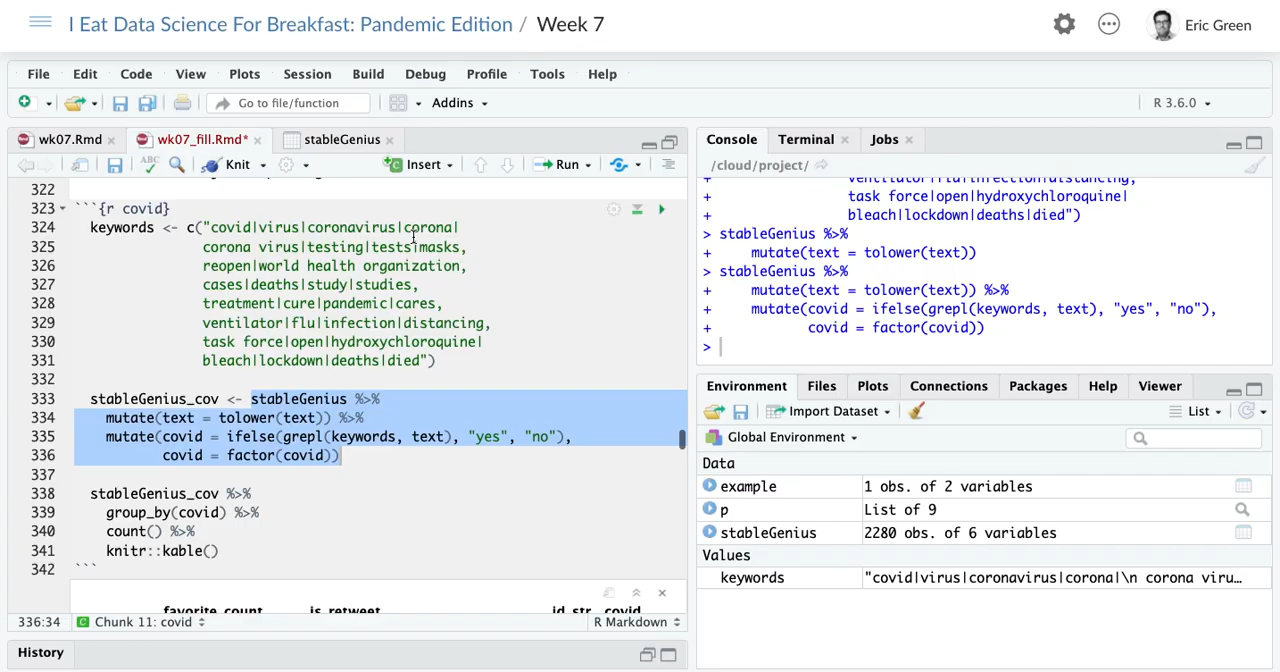 I Eat Data Science For Breakfast: Pandemic Edition / Week 7
Eric Green
File Edit Code View Plots Session Build Debug Profile Tools Help
Go to file/function Addins R 3.6.0
wk07.Rmd wk07_fill.Rmd* stableGenius
ABC Knit Insert Run
322
323 ```{r covid}
324 keywords <- c("covid|virus|coronavirus|corona|
325 corona virus|testing|tests|masks,
326 reopen|world health organization,
327 cases|deaths|study|studies,
328 treatment|cure|pandemic|cares,
329 ventilator|flu|infection|distancing,
330 task force|open|hydroxychloroquine|
331 bleach|lockdown|deaths|died")
332
333 stableGenius_cov <- stableGenius %>%
334 mutate(text = tolower(text)) %>%
335 mutate(covid = ifelse(grepl(keywords, text), "yes", "no"),
336 covid = factor(covid))
337
338 stableGenius_cov %>%
339 group_by(covid) %>%
340 count() %>%
341 knitr::kable()
342 ```
favorite_count is_retweet id_str covid
336:34 Chunk 11: covid R Markdown
History
Console Terminal Jobs
/cloud/project/
+ ventilator|flu|infection|distancing,
+ task force|open|hydroxychloroquine|
+ bleach|lockdown|deaths|died")
> stableGenius %>%
+ mutate(text = tolower(text))
> stableGenius %>%
+ mutate(text = tolower(text)) %>%
+ mutate(covid = ifelse(grepl(keywords, text), "yes", "no"),
+ covid = factor(covid))
>
Environment Files Plots Connections Packages Help Viewer
Import Dataset List
Global Environment
Data
example 1 obs. of 2 variables
p List of 9
stableGenius 2280 obs. of 6 variables
Values
keywords "covid|virus|coronavirus|corona|\n corona viru…